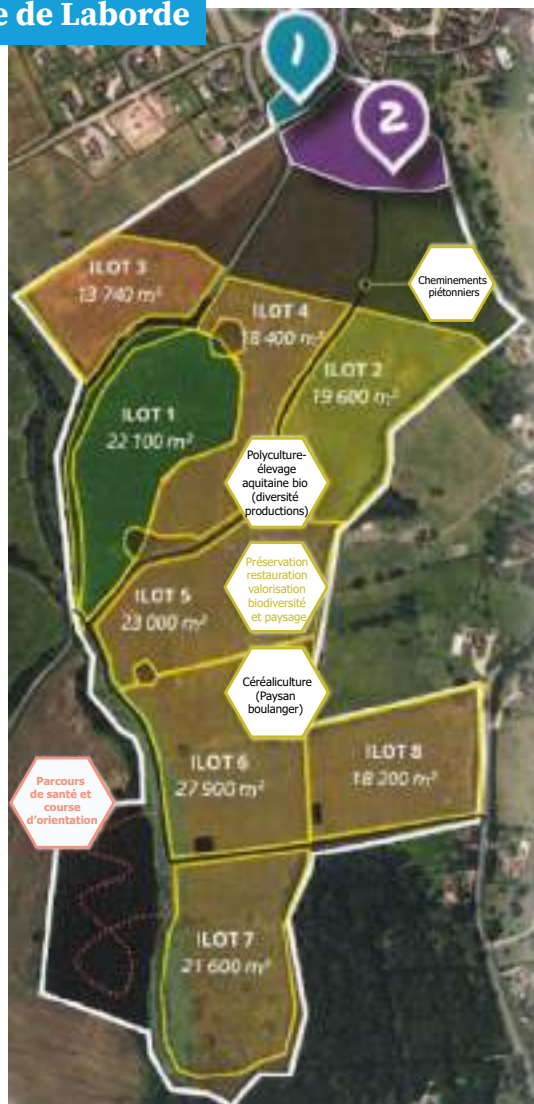 e de Laborde
1
2
ILOT 3
13 740 m²
Cheminements
piétonniers
ILOT 4
18 400 m²
ILOT 2
19 600 m²
ILOT 1
22 100 m²
Polyculture-
élevage
aquitaine bio
(diversité
productions)
Préservation
restauration
valorisation
biodiversité
et paysage
ILOT 5
23 000 m²
Céréaliculture
(Paysan
boulanger)
ILOT 6
27 900 m²
ILOT 8
18 200 m²
Parcours
de santé et
course
d'orientation
ILOT 7
21 600 m²